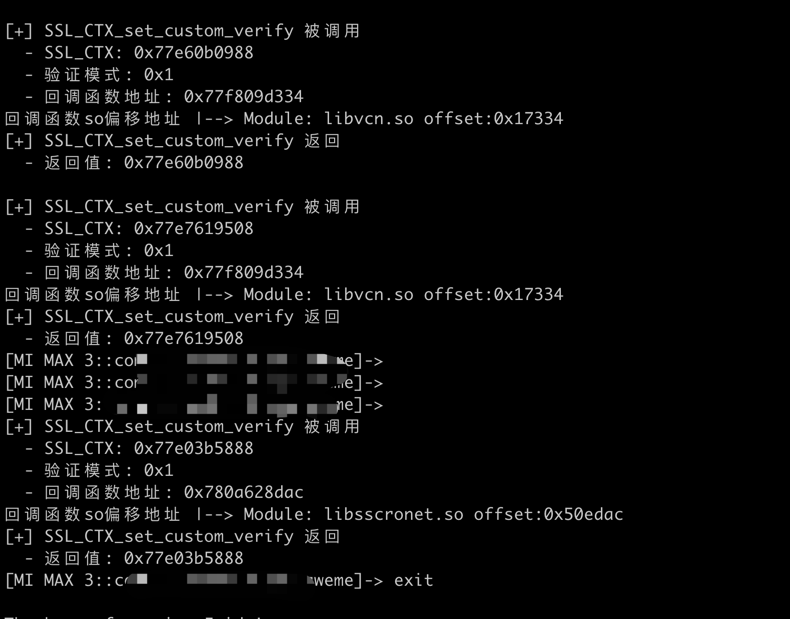 [+] SSL_CTX_set_custom_verify 被调用
- SSL_CTX: 0x77e60b0988
- 验证模式: 0x1
- 回调函数地址: 0x77f809d334
回调函数so偏移地址 |--> Module: libvcn.so offset:0x17334
[+] SSL_CTX_set_custom_verify 返回
- 返回值: 0x77e60b0988
[+] SSL_CTX_set_custom_verify 被调用
- SSL_CTX: 0x77e7619508
- 验证模式: 0x1
- 回调函数地址: 0x77f809d334
回调函数so偏移地址 |--> Module: libvcn.so offset:0x17334
[+] SSL_CTX_set_custom_verify 返回
- 返回值: 0x77e7619508
[MI MAX 3::co me]->
[MI MAX 3::co me]->
[MI MAX 3: me]->
[+] SSL_CTX_set_custom_verify 被调用
- SSL_CTX: 0x77e03b5888
- 验证模式: 0x1
- 回调函数地址: 0x780a628dac
回调函数so偏移地址 |--> Module: libsscronet.so offset:0x50edac
[+] SSL_CTX_set_custom_verify 返回
- 返回值: 0x77e03b5888
[MI MAX 3::c weme]-> exit